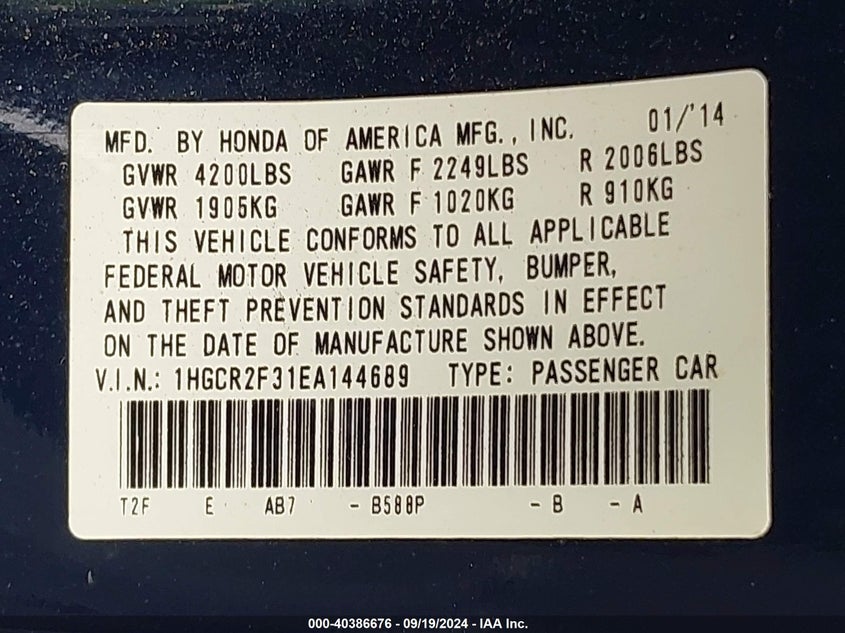 MFD. BY HONDA OF AMERICA MFG., INC. 01/'14
GVWR 4200LBS GAWR F 2249LBS R 2006LBS
GVWR 1905KG GAWR F 1020KG R 910KG
THIS VEHICLE CONFORMS TO ALL APPLICABLE
FEDERAL MOTOR VEHICLE SAFETY, BUMPER,
AND THEFT PREVENTION STANDARDS IN EFFECT
ON THE DATE OF MANUFACTURE SHOWN ABOVE.
V.I.N.: 1HGCR2F31EA144689 TYPE: PASSENGER CAR
T2F E AB7 - B588P - B - A
000-40386676 - 09/19/2024 - IAA Inc.